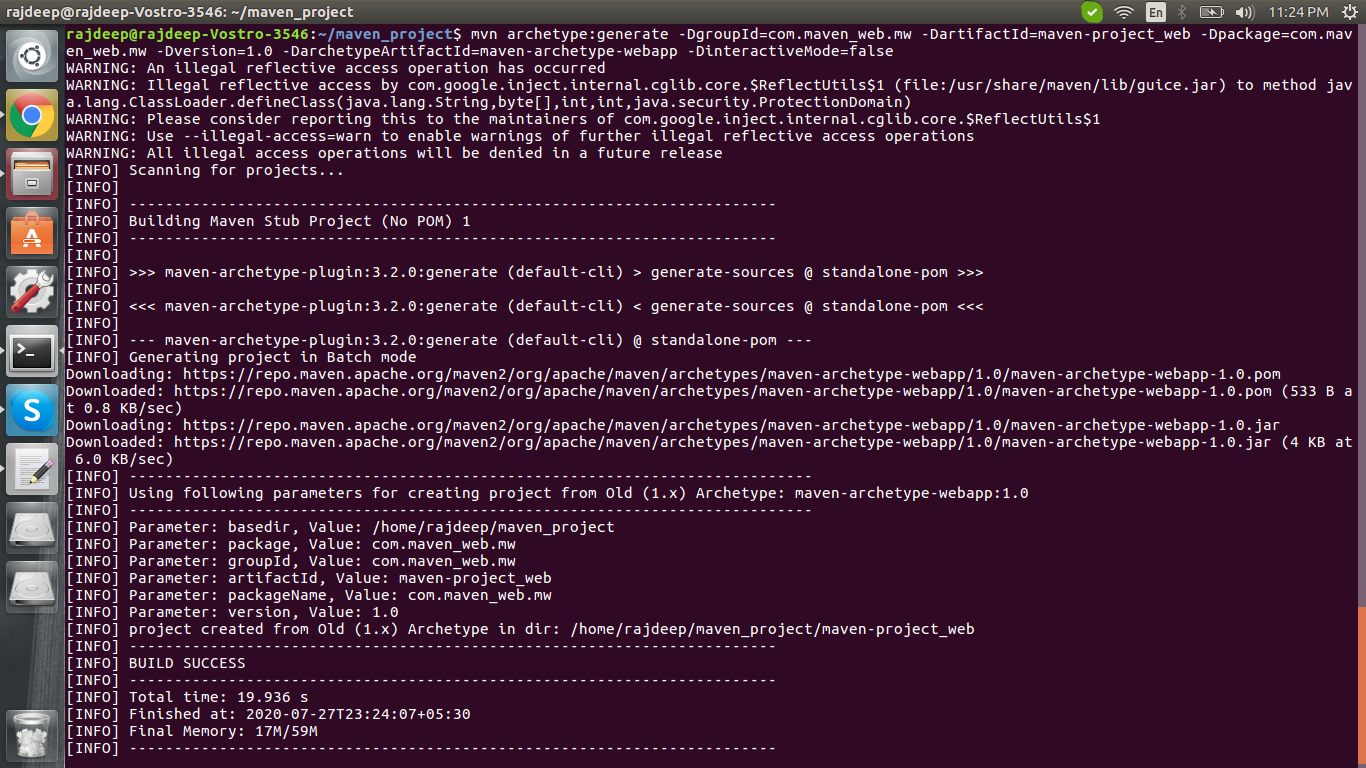 rajdeep@rajdeep-Vostro-3546: ~/maven_project
En
11:24 PM
rajdeep@rajdeep-Vostro-3546:~/maven_project$ mvn archetype:generate -DgroupId=com.maven_web.mw -DartifactId=maven-project_web -Dpackage=com.mav
en_web.mw -Dversion=1.0 -DarchetypeArtifactId=maven-archetype-webapp -DinteractiveMode=false
WARNING: An illegal reflective access operation has occurred
WARNING: Illegal reflective access by com.google.inject.internal.cglib.core.$ReflectUtils$1 (file:/usr/share/maven/lib/guice.jar) to method jav
a.lang.ClassLoader.defineClass(java.lang.String,byte[],int,int,java.security.ProtectionDomain)
WARNING: Please consider reporting this to the maintainers of com.google.inject.internal.cglib.core.$ReflectUtils$1
WARNING: Use --illegal-access=warn to enable warnings of further illegal reflective access operations
WARNING: All illegal access operations will be denied in a future release
[INFO] Scanning for projects...
[INFO]
[INFO] ------------------------------------------------------------------------
[INFO] Building Maven Stub Project (No POM) 1
[INFO] ------------------------------------------------------------------------
[INFO]
[INFO] >>> maven-archetype-plugin:3.2.0:generate (default-cli) > generate-sources @ standalone-pom >>>
[INFO]
[INFO] <<< maven-archetype-plugin:3.2.0:generate (default-cli) < generate-sources @ standalone-pom <<<
[INFO]
[INFO] --- maven-archetype-plugin:3.2.0:generate (default-cli) @ standalone-pom ---
[INFO] Generating project in Batch mode
Downloading: https://repo.maven.apache.org/maven2/org/apache/maven/archetypes/maven-archetype-webapp/1.0/maven-archetype-webapp-1.0.pom
Downloaded: https://repo.maven.apache.org/maven2/org/apache/maven/archetypes/maven-archetype-webapp/1.0/maven-archetype-webapp-1.0.pom (533 B a
t 0.8 KB/sec)
Downloading: https://repo.maven.apache.org/maven2/org/apache/maven/archetypes/maven-archetype-webapp/1.0/maven-archetype-webapp-1.0.jar
Downloaded: https://repo.maven.apache.org/maven2/org/apache/maven/archetypes/maven-archetype-webapp/1.0/maven-archetype-webapp-1.0.jar (4 KB at
 6.0 KB/sec)
[INFO] ----------------------------------------------------------------------------
[INFO] Using following parameters for creating project from Old (1.x) Archetype: maven-archetype-webapp:1.0
[INFO] ----------------------------------------------------------------------------
[INFO] Parameter: basedir, Value: /home/rajdeep/maven_project
[INFO] Parameter: package, Value: com.maven_web.mw
[INFO] Parameter: groupId, Value: com.maven_web.mw
[INFO] Parameter: artifactId, Value: maven-project_web
[INFO] Parameter: packageName, Value: com.maven_web.mw
[INFO] Parameter: version, Value: 1.0
[INFO] project created from Old (1.x) Archetype in dir: /home/rajdeep/maven_project/maven-project_web
[INFO] ------------------------------------------------------------------------
[INFO] BUILD SUCCESS
[INFO] ------------------------------------------------------------------------
[INFO] Total time: 19.936 s
[INFO] Finished at: 2020-07-27T23:24:07+05:30
[INFO] Final Memory: 17M/59M
[INFO] ------------------------------------------------------------------------